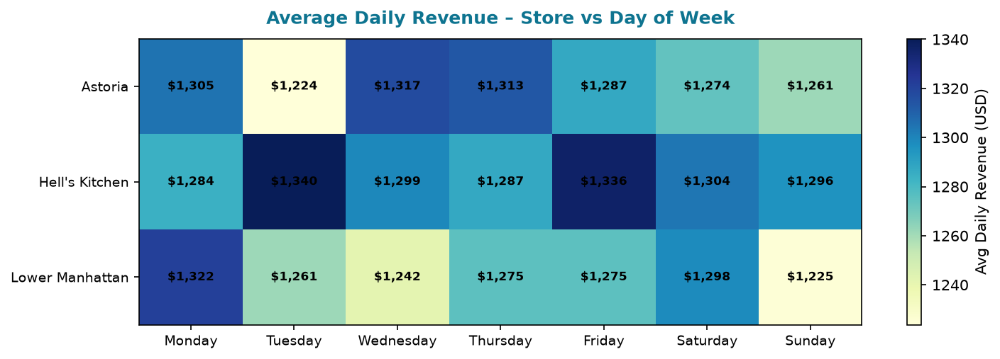 Average Daily Revenue – Store vs Day of Week
Astoria $1,305 $1,224 $1,317 $1,313 $1,287 $1,274 $1,261
Hell's Kitchen $1,284 $1,340 $1,299 $1,287 $1,336 $1,304 $1,296
Lower Manhattan $1,322 $1,261 $1,242 $1,275 $1,275 $1,298 $1,225
Monday Tuesday Wednesday Thursday Friday Saturday Sunday
1340
1320
1300
1280
1260
1240
Avg Daily Revenue (USD)